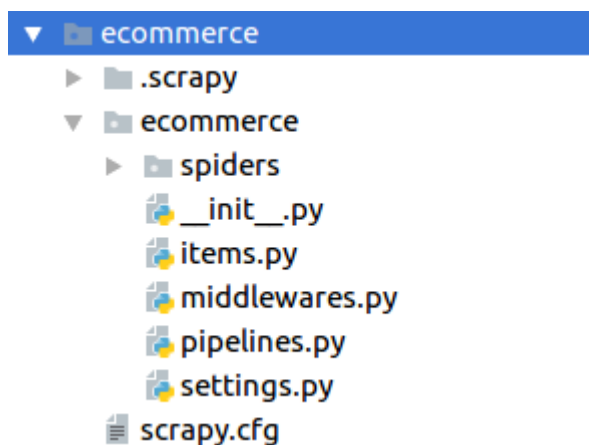 ecommerce
.scrapy
ecommerce
spiders
__init__.py
items.py
middlewares.py
pipelines.py
settings.py
scrapy.cfg